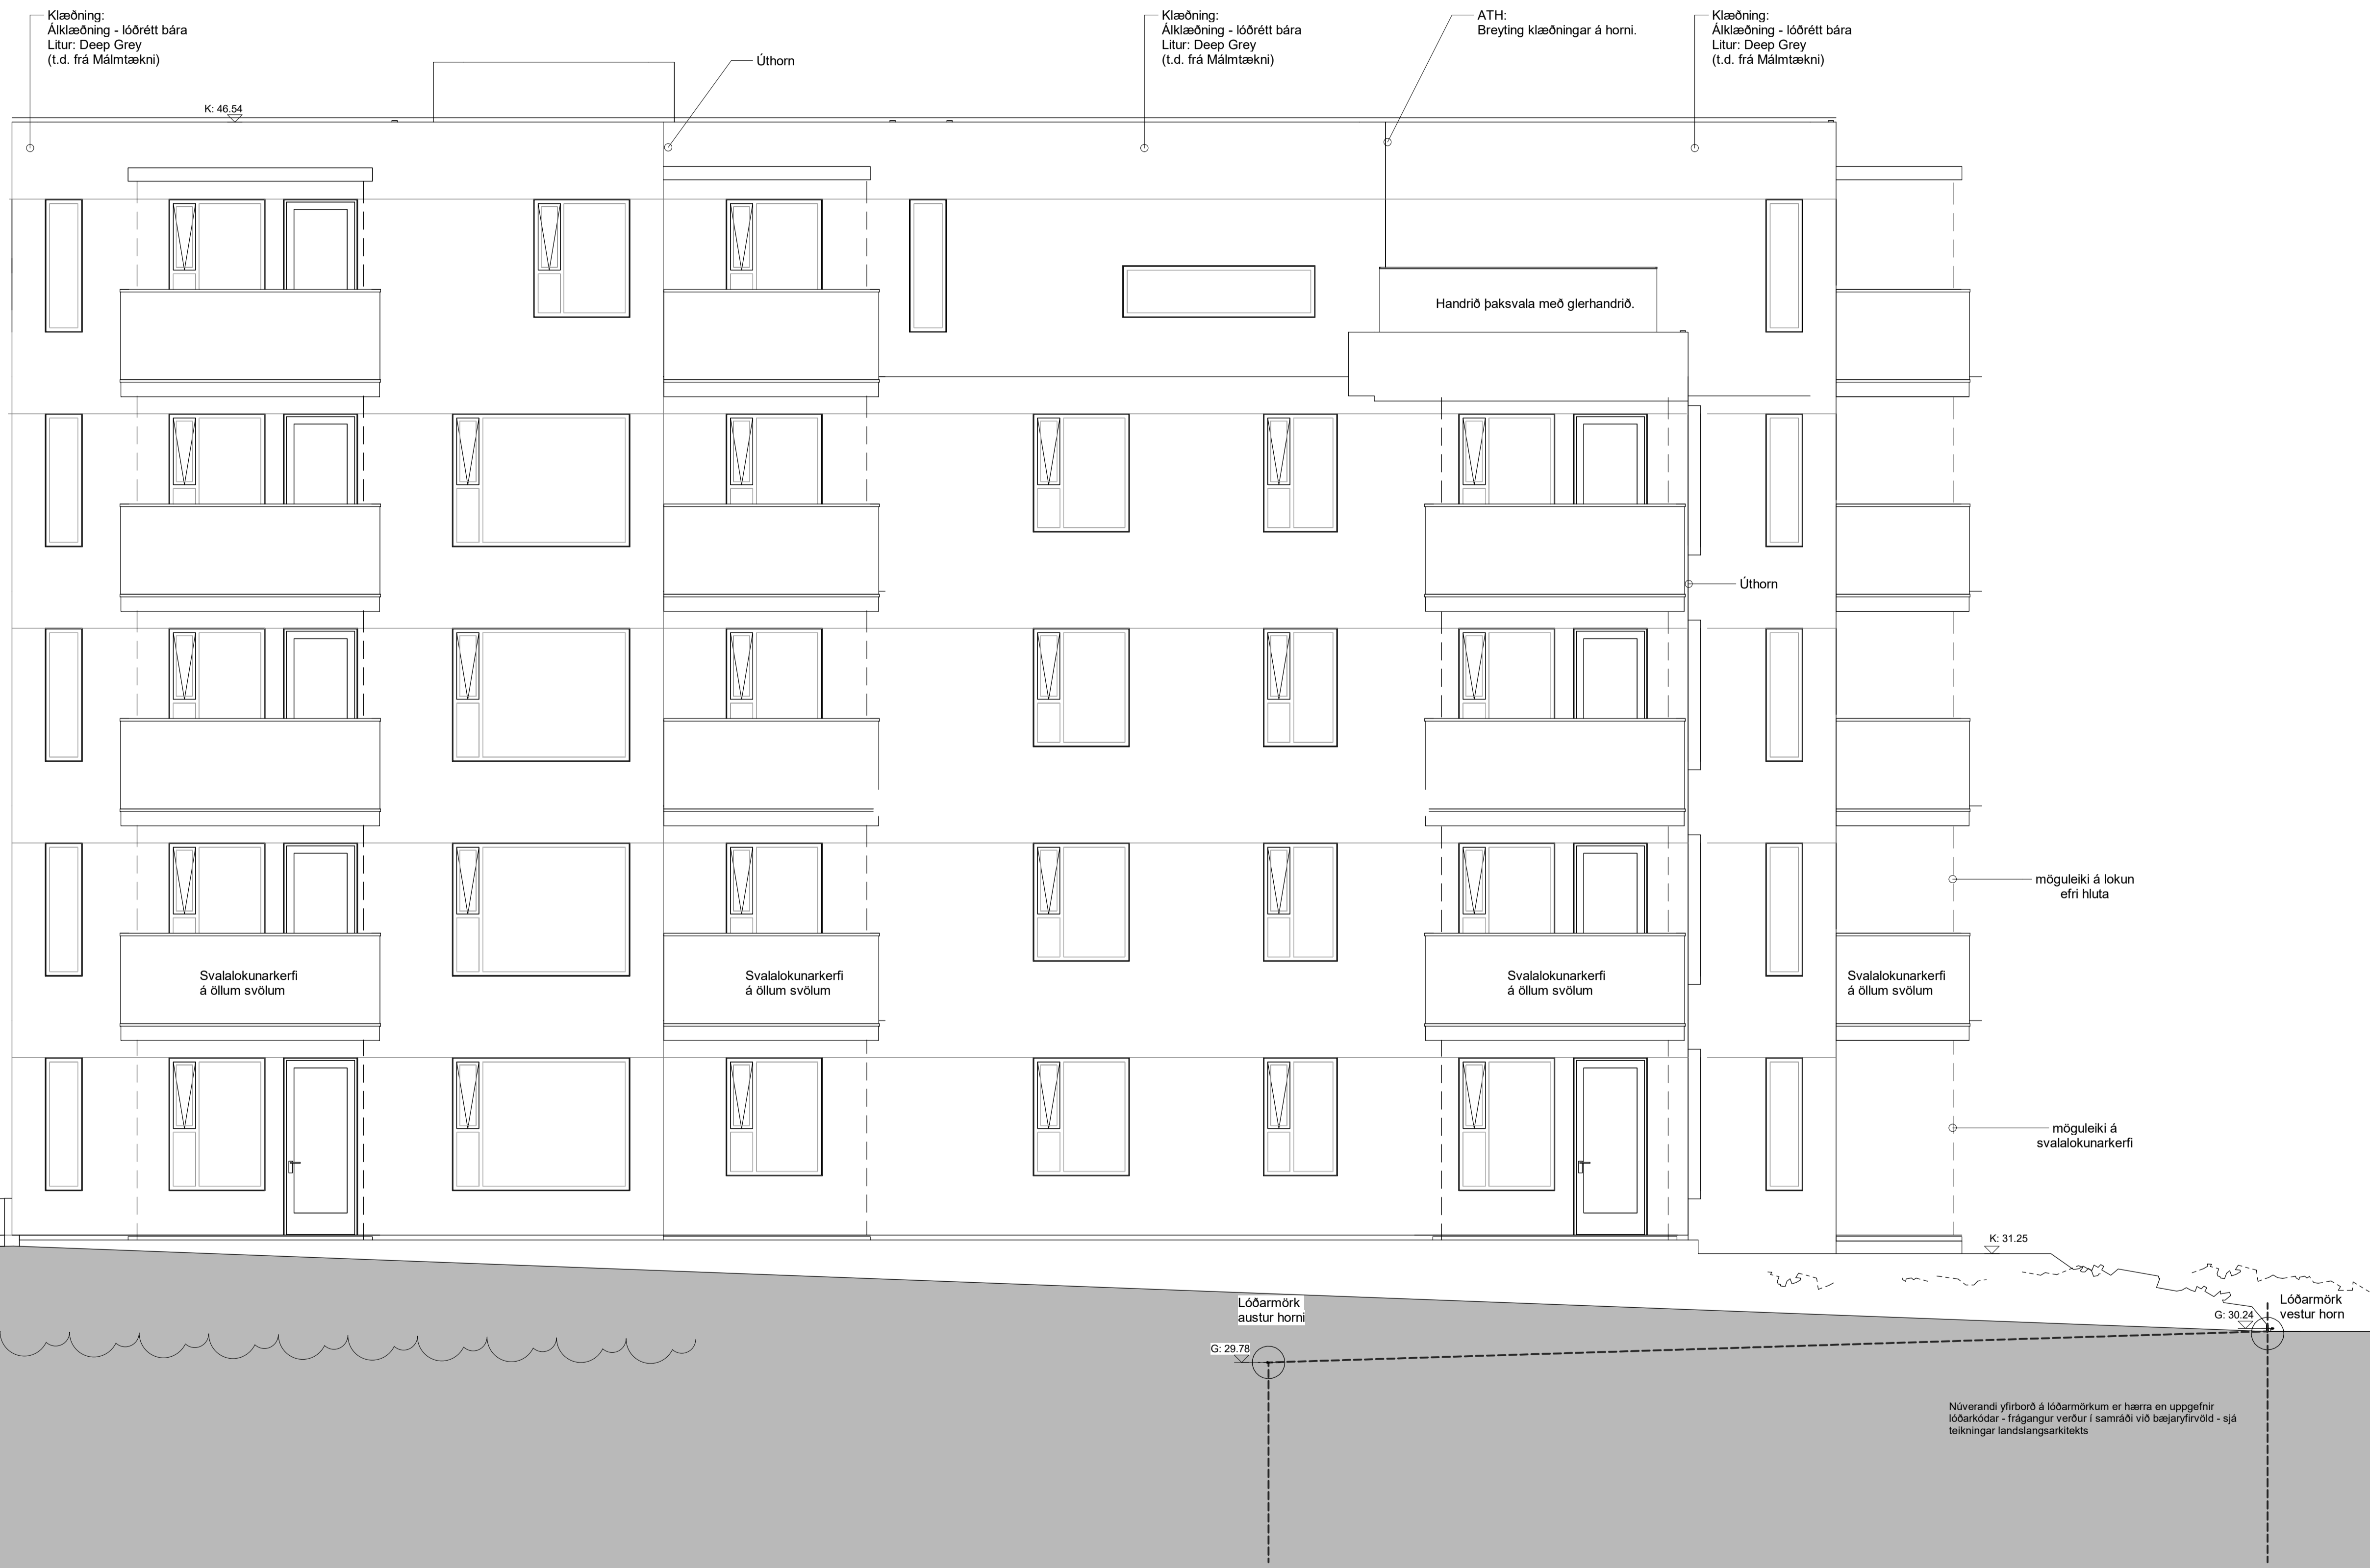 Klæðning:
Álklæðning - lóðrétt bára
Litur: Deep Grey
(t.d. frá Málmtækni)
Úthorn
Klæðning:
Álklæðning - lóðrétt bára
Litur: Deep Grey
(t.d. frá Málmtækni)
ATH:
Breyting klæðningar á horni.
Klæðning:
Álklæðning - lóðrétt bára
Litur: Deep Grey
(t.d. frá Málmtækni)
K: 46.54
Handrið þaksvala með glerhandrið.
Úthorn
möguleiki á lokun
efri hluta
Svalalokunarkerfi
á öllum svölum
Svalalokunarkerfi
á öllum svölum
Svalalokunarkerfi
á öllum svölum
Svalalokunarkerfi
á öllum svölum
möguleiki á
svalalokunarkerfi
K: 31.25
Lóðarmörk
austur horni
G: 29.78
G: 30.24
Lóðarmörk
vestur horn
Núverandi yfirborð á lóðarmörkum er hærra en uppgefnir
lóðarkódar - frágangur verður í samráði við bæjaryfirvöld - sjá
teikningar landslangsarkitekts